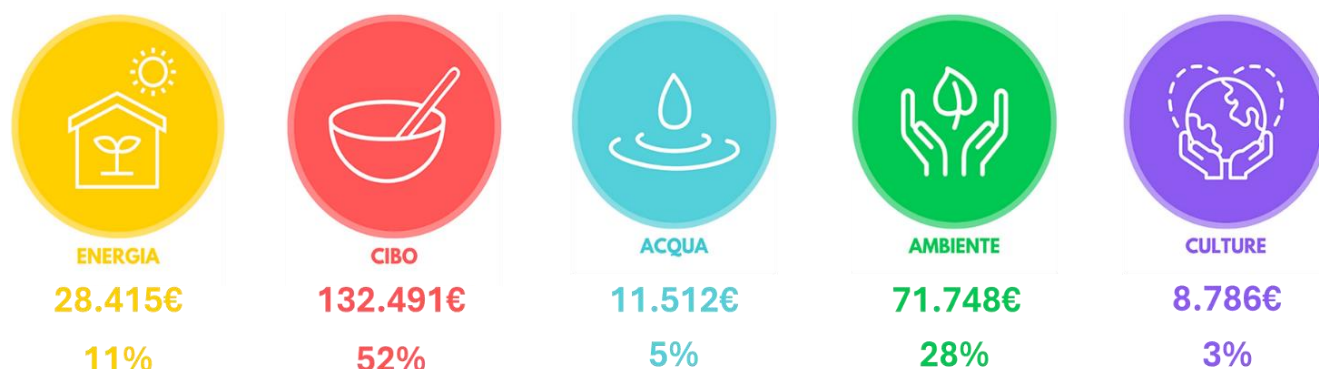 ENERGIA
28.415€
11%
CIBO
132.491€
52%
ACQUA
11.512€
5%
AMBIENTE
71.748€
28%
CULTURE
8.786€
3%